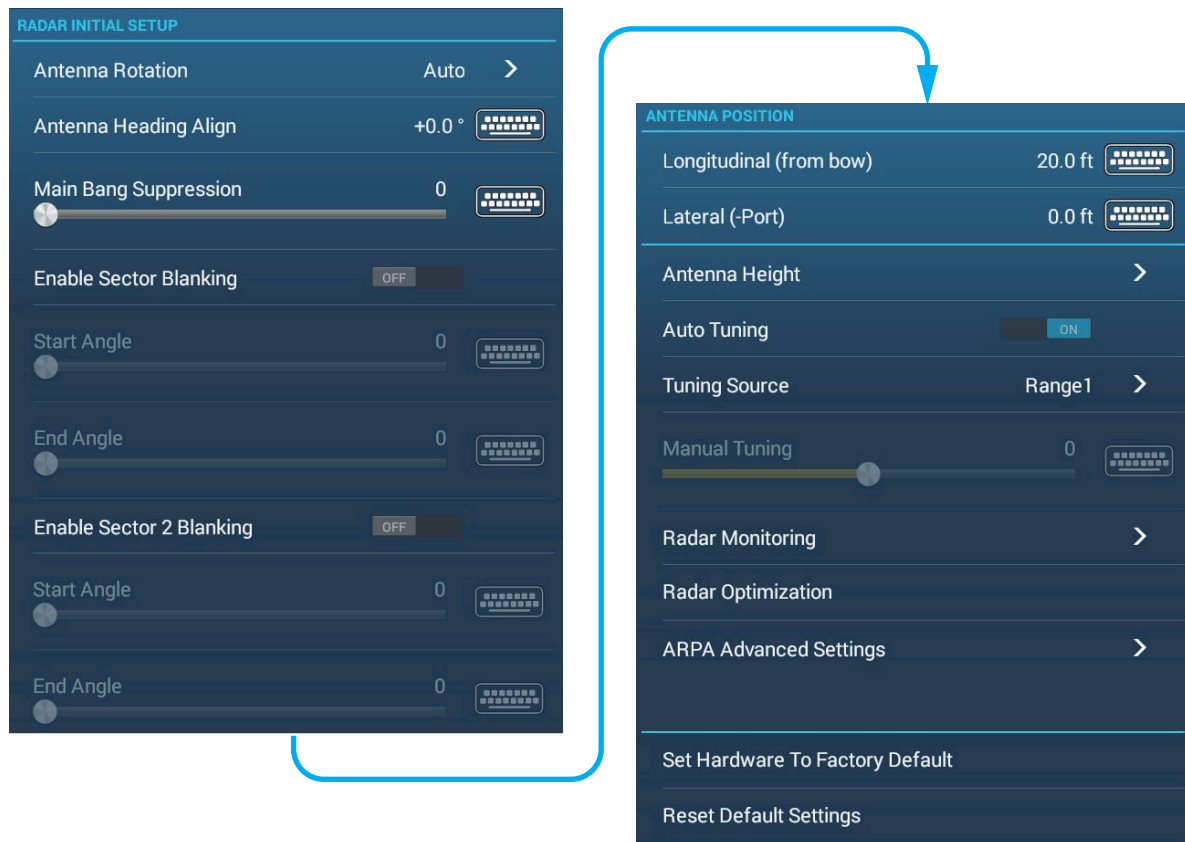 RADAR INITIAL SETUP
Antenna Rotation Auto
Antenna Heading Align +0.0 °
Main Bang Suppression 0
Enable Sector Blanking OFF
Start Angle 0
End Angle 0
Enable Sector 2 Blanking OFF
Start Angle 0
End Angle 0
ANTENNA POSITION
Longitudinal (from bow) 20.0 ft
Lateral (-Port) 0.0 ft
Antenna Height
Auto Tuning ON
Tuning Source Range1
Manual Tuning 0
Radar Monitoring
Radar Optimization
ARPA Advanced Settings
Set Hardware To Factory Default
Reset Default Settings